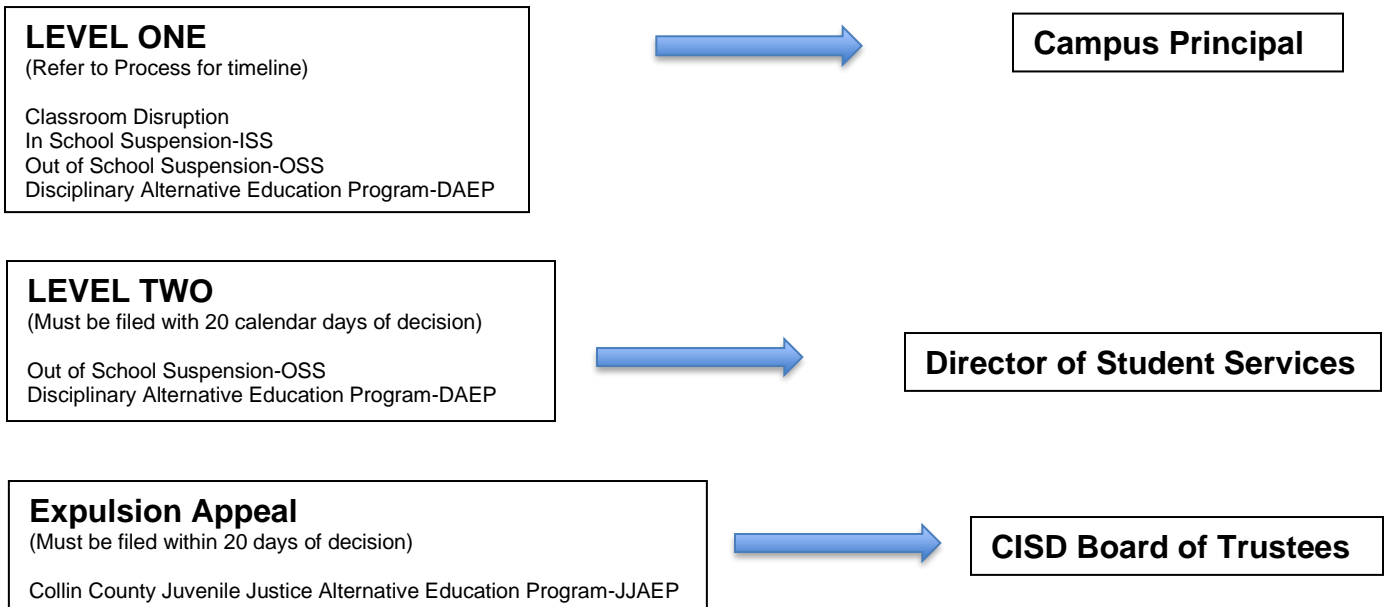 LEVEL ONE
(Refer to Process for timeline)
Classroom Disruption
In School Suspension-ISS
Out of School Suspension-OSS
Disciplinary Alternative Education Program-DAEP
Campus Principal
LEVEL TWO
(Must be filed with 20 calendar days of decision)
Out of School Suspension-OSS
Disciplinary Alternative Education Program-DAEP
Director of Student Services
Expulsion Appeal
(Must be filed within 20 days of decision)
Collin County Juvenile Justice Alternative Education Program-JJAEP
CISD Board of Trustees